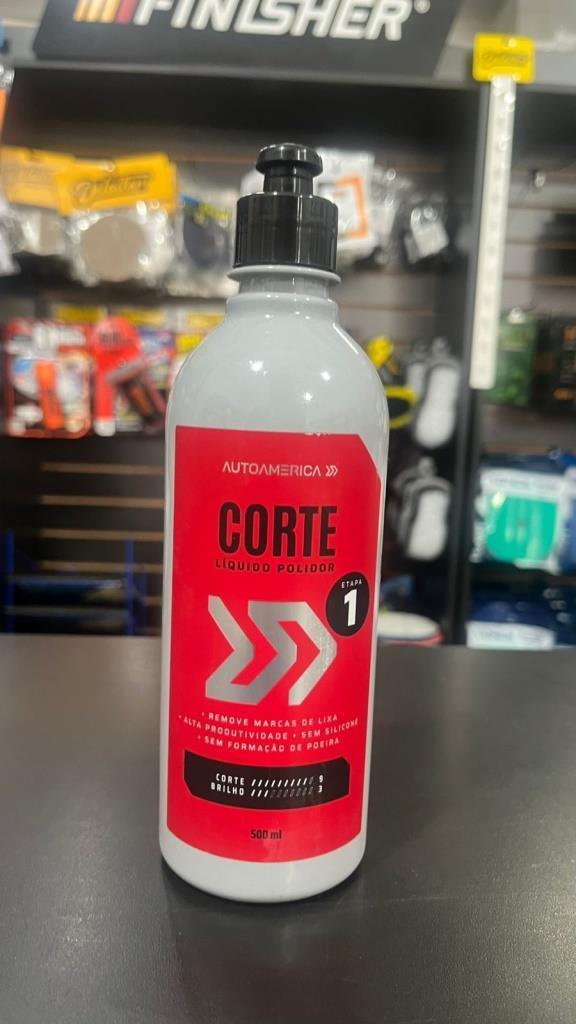 FINISHER®
AUTOAMERICA
CORTE
LÍQUIDO POLIDOR
ETAPA
1
• REMOVE MARCAS DE LIXA
• ALTA PRODUTIVIDADE • SEM SILICONE
• SEM FORMAÇÃO DE POEIRA
CORTE ////////// 9
BRILHO ////////// 3
500 ml